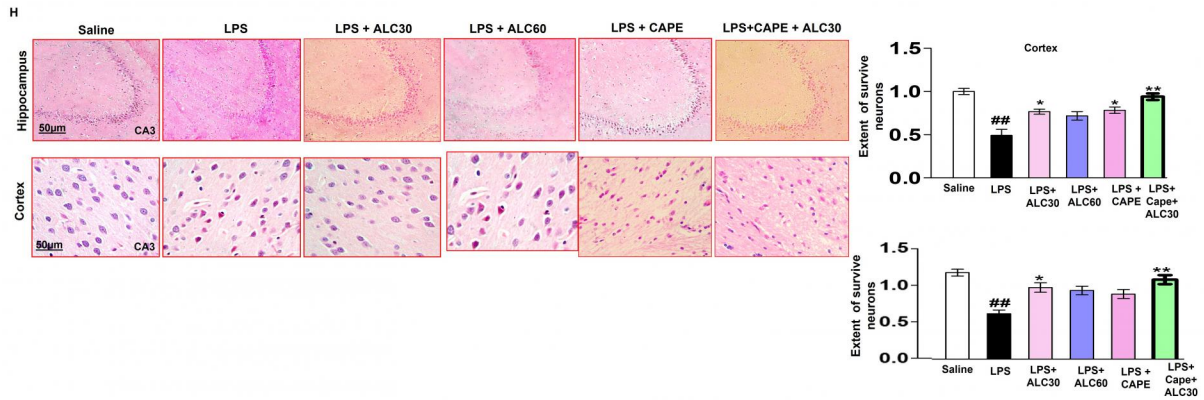 H
Saline
LPS
LPS + ALC30
LPS + ALC60
LPS + CAPE
LPS+CAPE + ALC30
Hippocampus
50µm
CA3
Cortex
50µm
CA3
Cortex
Extent of survive
neurons
1.5
1.0
0.5
0.0
##
*
*
**
Saline
LPS
LPS+
ALC30
LPS+
ALC60
LPS +
CAPE
LPS+
Cape+
ALC30
Extent of survive
neurons
1.5
1.0
0.5
0.0
##
*
**
Saline
LPS
LPS+
ALC30
LPS+
ALC60
LPS +
CAPE
LPS+
Cape+
ALC30